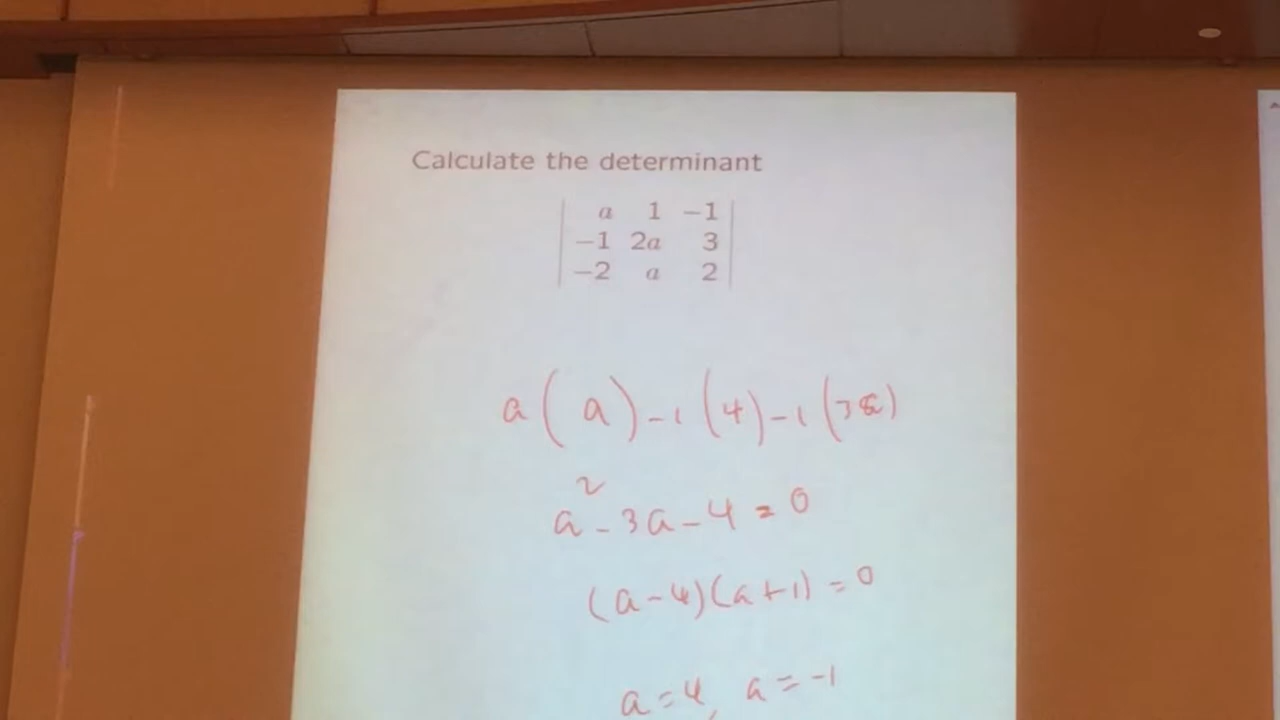 Calculate the determinant
a 1 −1
−1 2a 3
−2 a 2
a ( a ) - 1 ( 4 ) - 1 ( 3a )
a² - 3a - 4 = 0
(a - 4)(a + 1) = 0
a = 4, a = -1